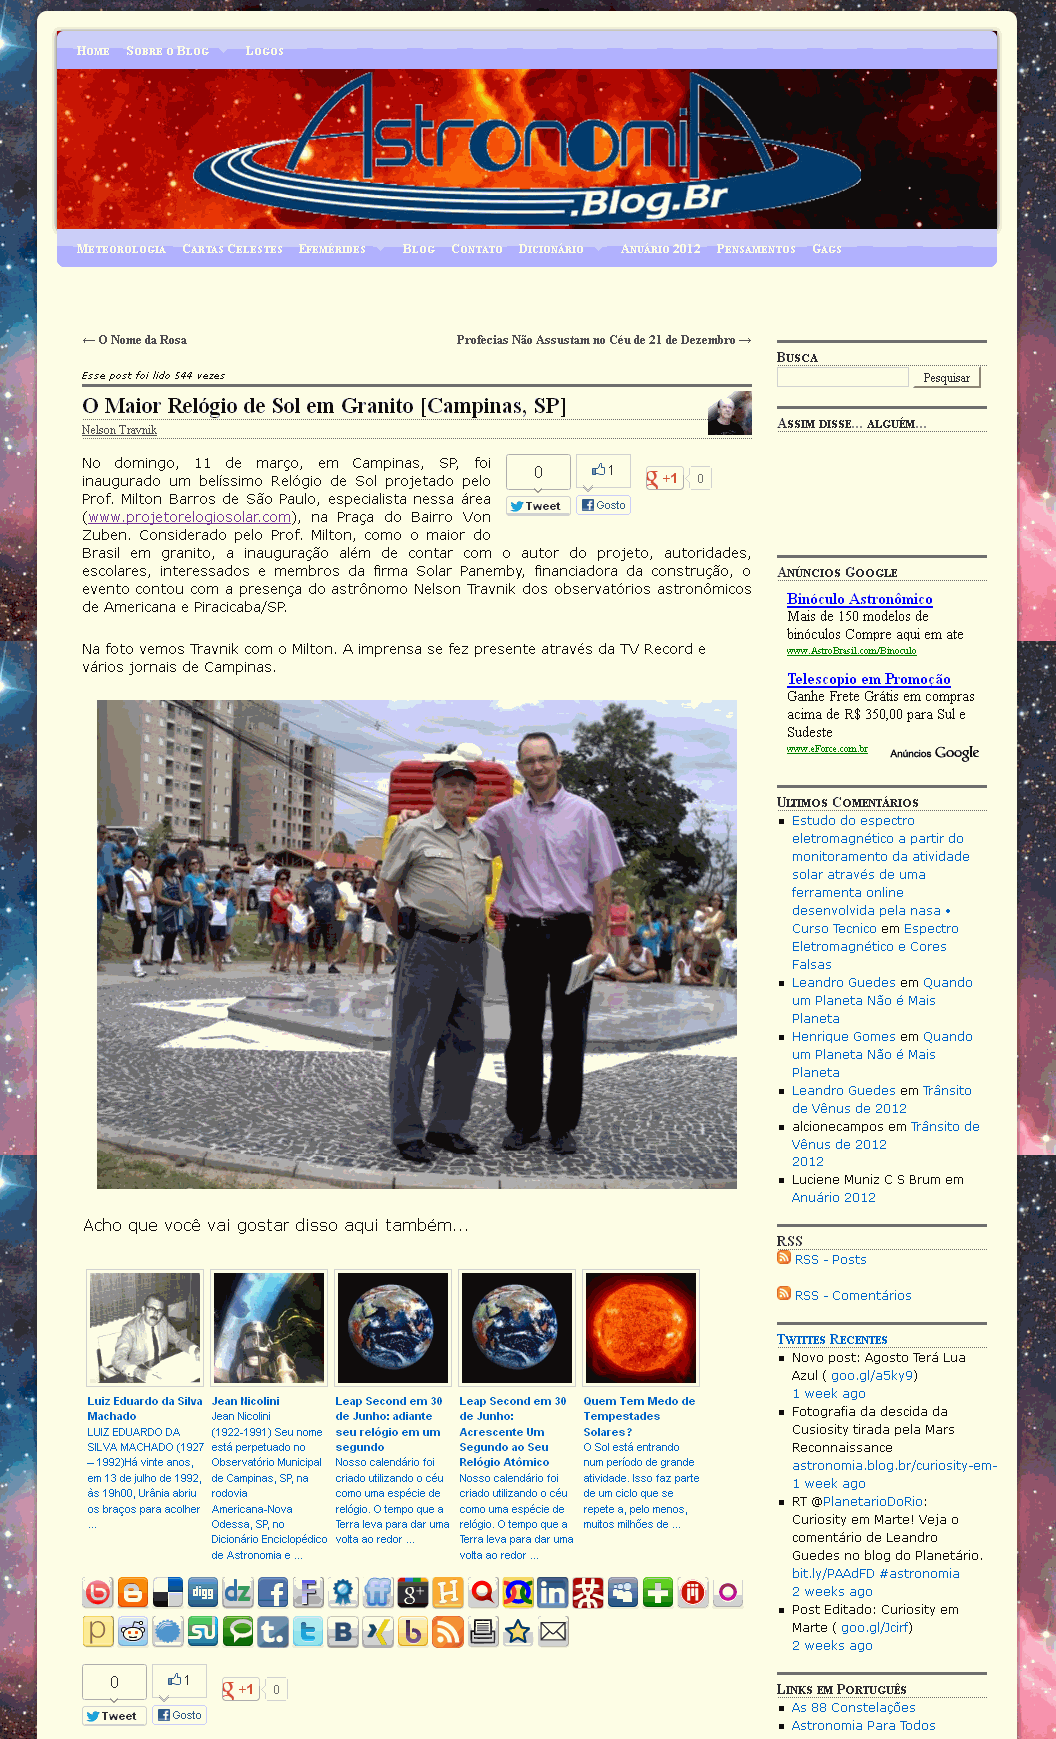 Home Sobre o Blog Logos
AstronomiA
.Blog.Br
Meteorologia Cartas Celestes Efemérides Blog Contato Dicionário Anuário 2012 Pensamentos Gags
← O Nome da Rosa
Profecias Não Assustam no Céu de 21 de Dezembro →
Esse post foi lido 544 vezes
O Maior Relógio de Sol em Granito [Campinas, SP]
Nelson Travnik
0 1 +1 0
Tweet Gosto
No domingo, 11 de março, em Campinas, SP, foi
inaugurado um belíssimo Relógio de Sol projetado pelo
Prof. Milton Barros de São Paulo, especialista nessa área
(www.projetorelogiosolar.com), na Praça do Bairro Von
Zuben. Considerado pelo Prof. Milton, como o maior do
Brasil em granito, a inauguração além de contar com o autor do projeto, autoridades,
escolares, interessados e membros da firma Solar Panemby, financiadora da construção, o
evento contou com a presença do astrônomo Nelson Travnik dos observatórios astronômicos
de Americana e Piracicaba/SP.
Na foto vemos Travnik com o Milton. A imprensa se fez presente através da TV Record e
vários jornais de Campinas.
Acho que você vai gostar disso aqui também...
Luiz Eduardo da Silva
Machado
LUIZ EDUARDO DA
SILVA MACHADO (1927
– 1992)Há vinte anos,
em 13 de julho de 1992,
às 19h00, Urânia abriu
os braços para acolher
...
Jean Nicolini
Jean Nicolini
(1922-1991) Seu nome
está perpetuado no
Observatório Municipal
de Campinas, SP, na
rodovia
Americana-Nova
Odessa, SP, no
Dicionário Enciclopédico
de Astronomia e ...
Leap Second em 30
de Junho: adiante
seu relógio em um
segundo
Nosso calendário foi
criado utilizando o céu
como uma espécie de
relógio. O tempo que a
Terra leva para dar uma
volta ao redor ...
Leap Second em 30
de Junho:
Acrescente Um
Segundo ao Seu
Relógio Atômico
Nosso calendário foi
criado utilizando o céu
como uma espécie de
relógio. O tempo que a
Terra leva para dar uma
volta ao redor ...
Quem Tem Medo de
Tempestades
Solares?
O Sol está entrando
num período de grande
atividade. Isso faz parte
de um ciclo que se
repete a, pelo menos,
muitos milhões de ...
0 1 +1 0
Tweet Gosto
Busca
Pesquisar
Assim disse... alguém...
Anúncios Google
Binóculo Astronômico
Mais de 150 modelos de
binóculos Compre aqui em ate
www.AstroBrasil.com/Binoculo
Telescopio em Promoção
Ganhe Frete Grátis em compras
acima de R$ 350,00 para Sul e
Sudeste
www.eForce.com.br
Anúncios Google
Ultimos Comentários
Estudo do espectro
eletromagnético a partir do
monitoramento da atividade
solar através de uma
ferramenta online
desenvolvida pela nasa •
Curso Tecnico em Espectro
Eletromagnético e Cores
Falsas
Leandro Guedes em Quando
um Planeta Não é Mais
Planeta
Henrique Gomes em Quando
um Planeta Não é Mais
Planeta
Leandro Guedes em Trânsito
de Vênus de 2012
alcionecampos em Trânsito de
Vênus de 2012
2012
Luciene Muniz C S Brum em
Anuário 2012
RSS
RSS - Posts
RSS - Comentários
Twittes Recentes
Novo post: Agosto Terá Lua
Azul ( goo.gl/a5ky9)
1 week ago
Fotografia da descida da
Cusiosity tirada pela Mars
Reconnaissance
astronomia.blog.br/curiosity-em-
1 week ago
RT @PlanetarioDoRio:
Curiosity em Marte! Veja o
comentário de Leandro
Guedes no blog do Planetário.
bit.ly/PAAdFD #astronomia
2 weeks ago
Post Editado: Curiosity em
Marte ( goo.gl/Jcirf)
2 weeks ago
Links em Português
As 88 Constelações
Astronomia Para Todos